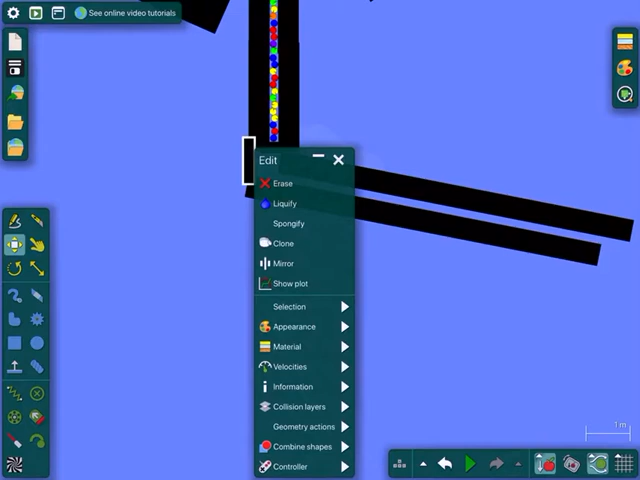 See online video tutorials
Edit
Erase
Liquify
Spongify
Clone
Mirror
Show plot
Selection
Appearance
Material
Velocities
Information
Collision layers
Geometry actions
Combine shapes
Controller
1 m